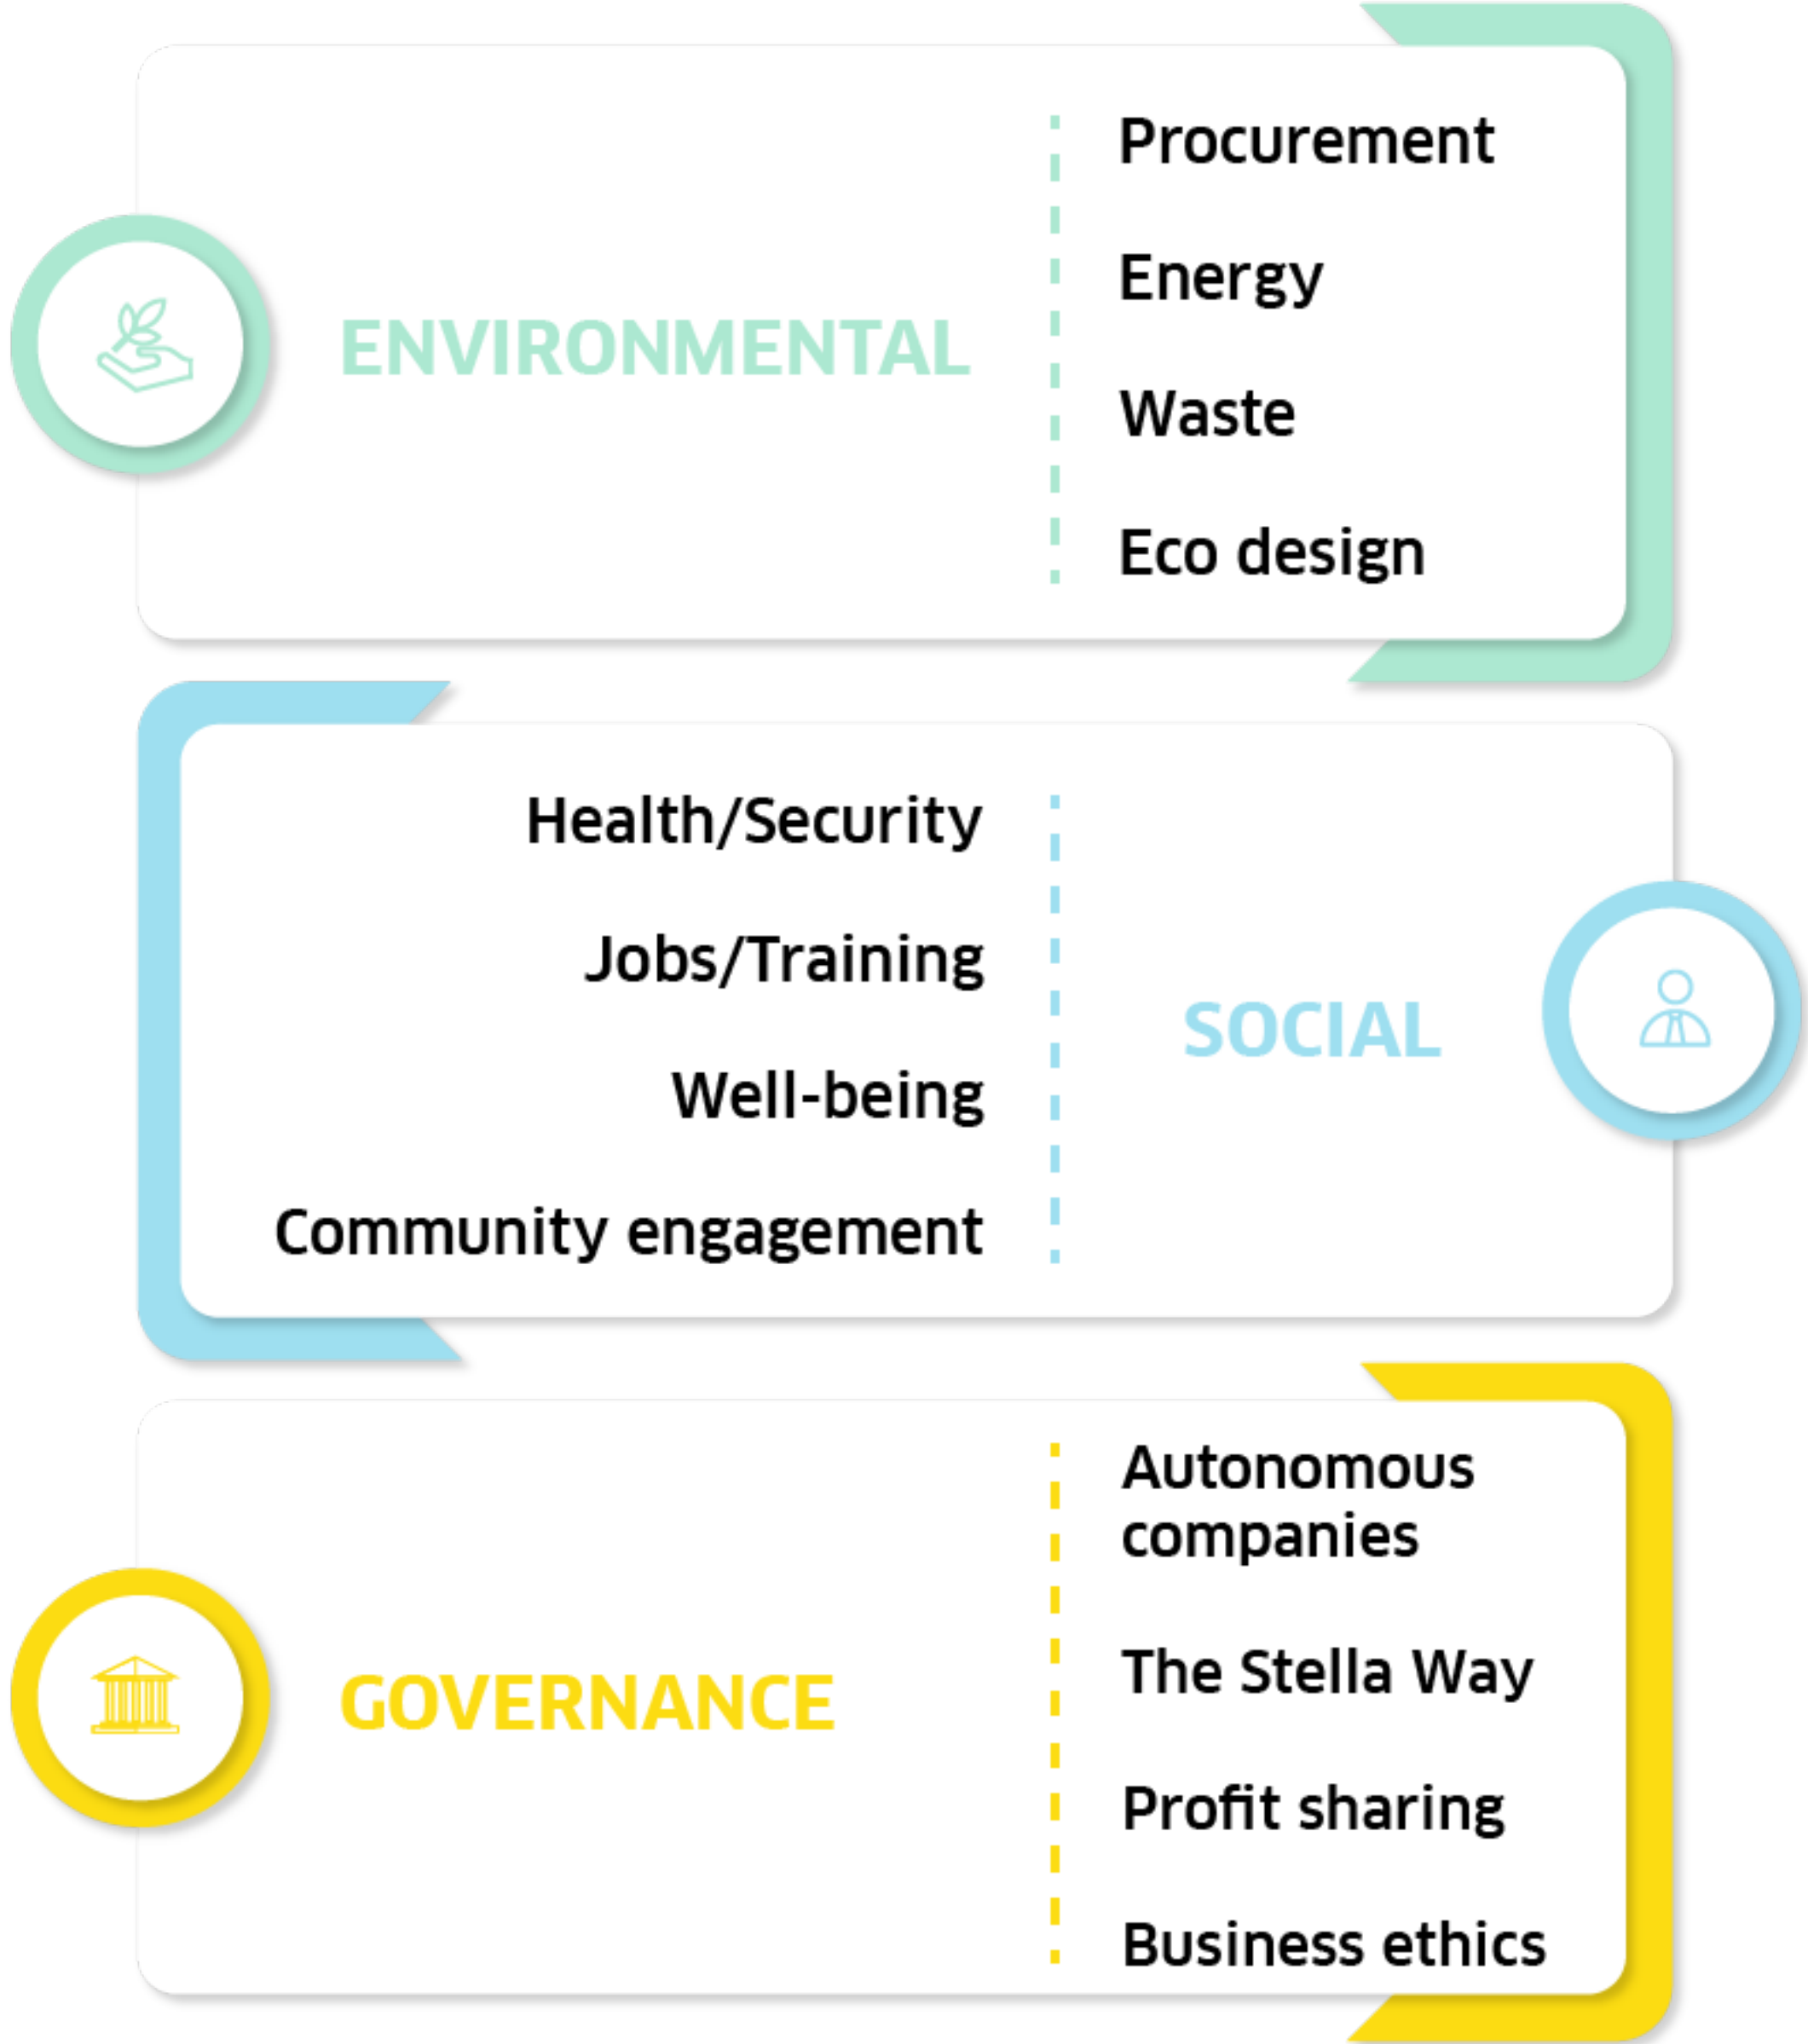 ENVIRONMENTAL
Procurement
Energy
Waste
Eco design
Health/Security
Jobs/Training
Well-being
Community engagement
SOCIAL
GOVERNANCE
Autonomous
companies
The Stella Way
Profit sharing
Business ethics